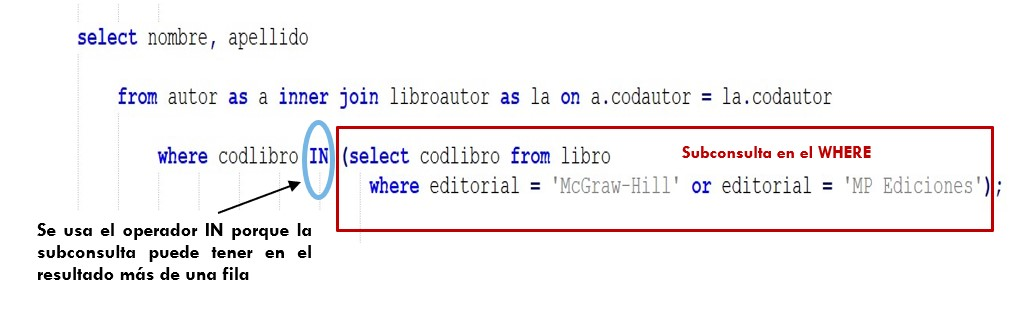 select nombre, apellido
from autor as a inner join libroautor as la on a.codautor = la.codautor
where codlibro IN (select codlibro from libro
Subconsulta en el WHERE
where editorial = 'McGraw-Hill' or editorial = 'MP Ediciones');
Se usa el operador IN porque la
subconsulta puede tener en el
resultado más de una fila